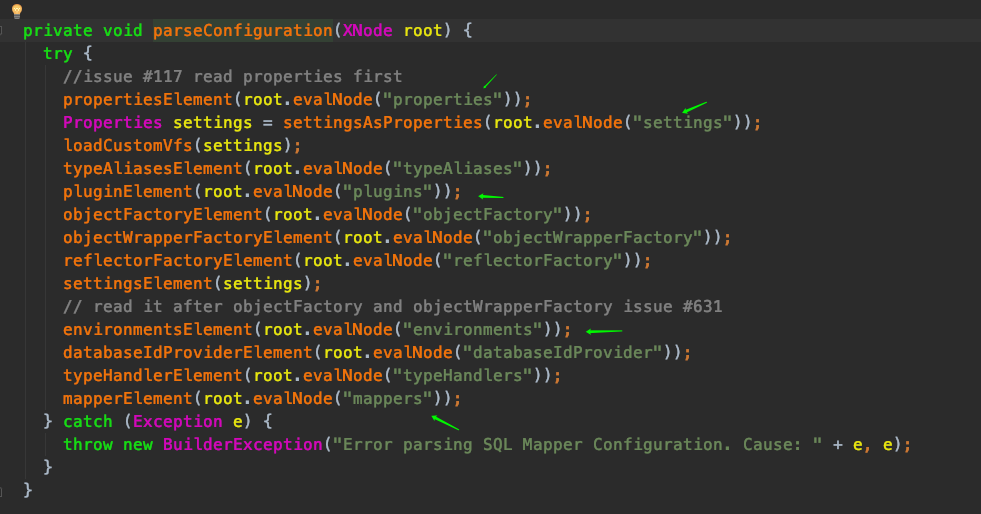 private void parseConfiguration(XNode root) {
try {
//issue #117 read properties first
propertiesElement(root.evalNode("properties"));
Properties settings = settingsAsProperties(root.evalNode("settings"));
loadCustomVfs(settings);
typeAliasesElement(root.evalNode("typeAliases"));
pluginElement(root.evalNode("plugins"));
objectFactoryElement(root.evalNode("objectFactory"));
objectWrapperFactoryElement(root.evalNode("objectWrapperFactory"));
reflectorFactoryElement(root.evalNode("reflectorFactory"));
settingsElement(settings);
// read it after objectFactory and objectWrapperFactory issue #631
environmentsElement(root.evalNode("environments"));
databaseIdProviderElement(root.evalNode("databaseIdProvider"));
typeHandlerElement(root.evalNode("typeHandlers"));
mapperElement(root.evalNode("mappers"));
} catch (Exception e) {
throw new BuilderException("Error parsing SQL Mapper Configuration. Cause: " + e, e);
}
}